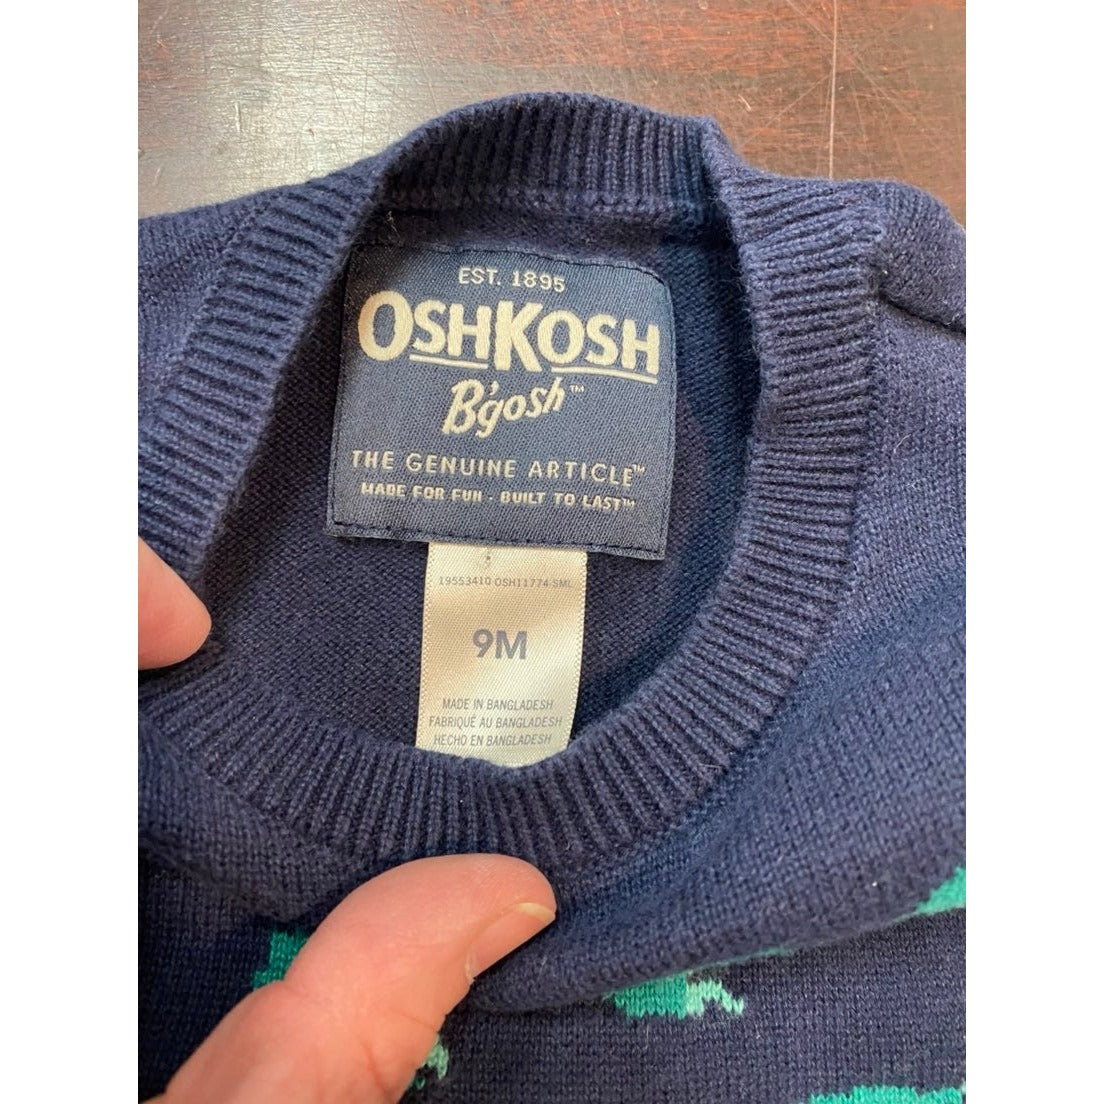 EST. 1895
OSHKOSH
B'gosh™
THE GENUINE ARTICLE™
MADE FOR FUN - BUILT TO LAST™
19553410 OSH11774-SML
9M
MADE IN BANGLADESH
FABRIQUÉ AU BANGLADESH
HECHO EN BANGLADESH